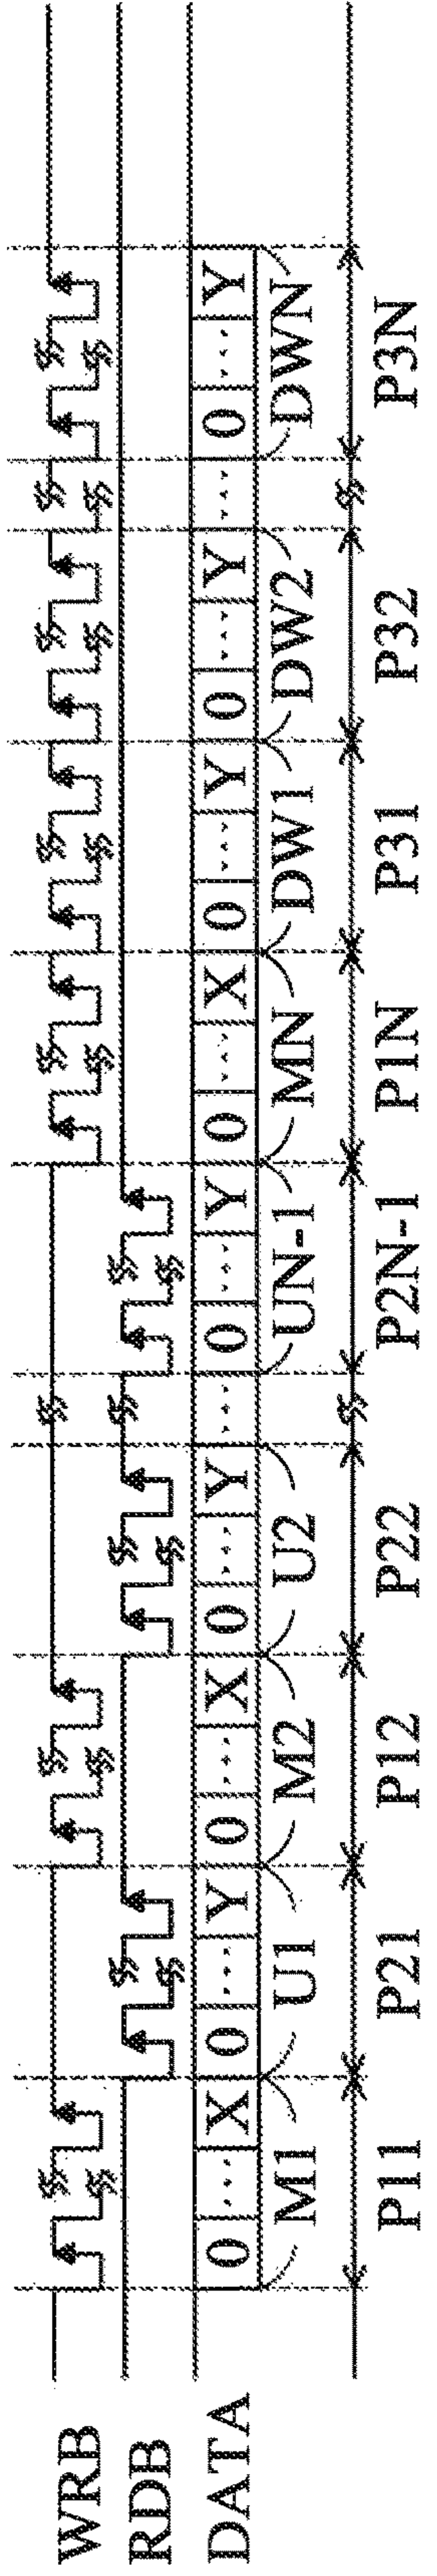 WRB
RDB
DATA 0 ... X 0 ... Y 0 ... X 0 ... Y ... 0 ... Y 0 ... X 0 ... Y 0 ... Y ... 0 ... Y
M1 U1 M2 U2 UN-1 MN DW1 DW2 DWN
P11 P21 P12 P22 P2N-1 P1N P31 P32 P3N